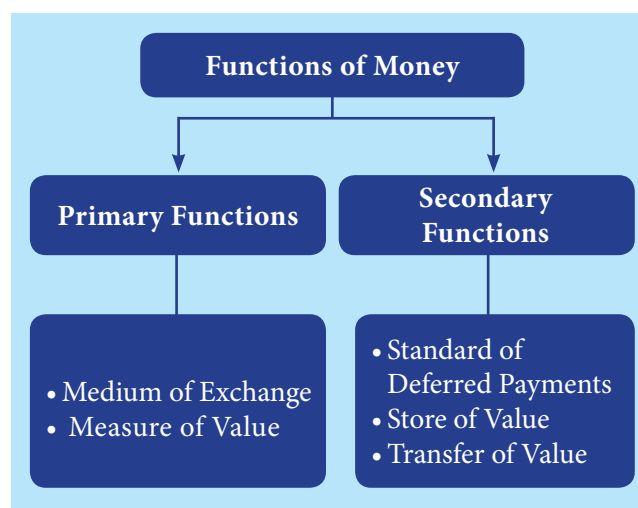 Functions of Money
Primary Functions
Secondary
Functions
• Medium of Exchange
• Measure of Value
• Standard of
Deferred Payments
• Store of Value
• Transfer of Value